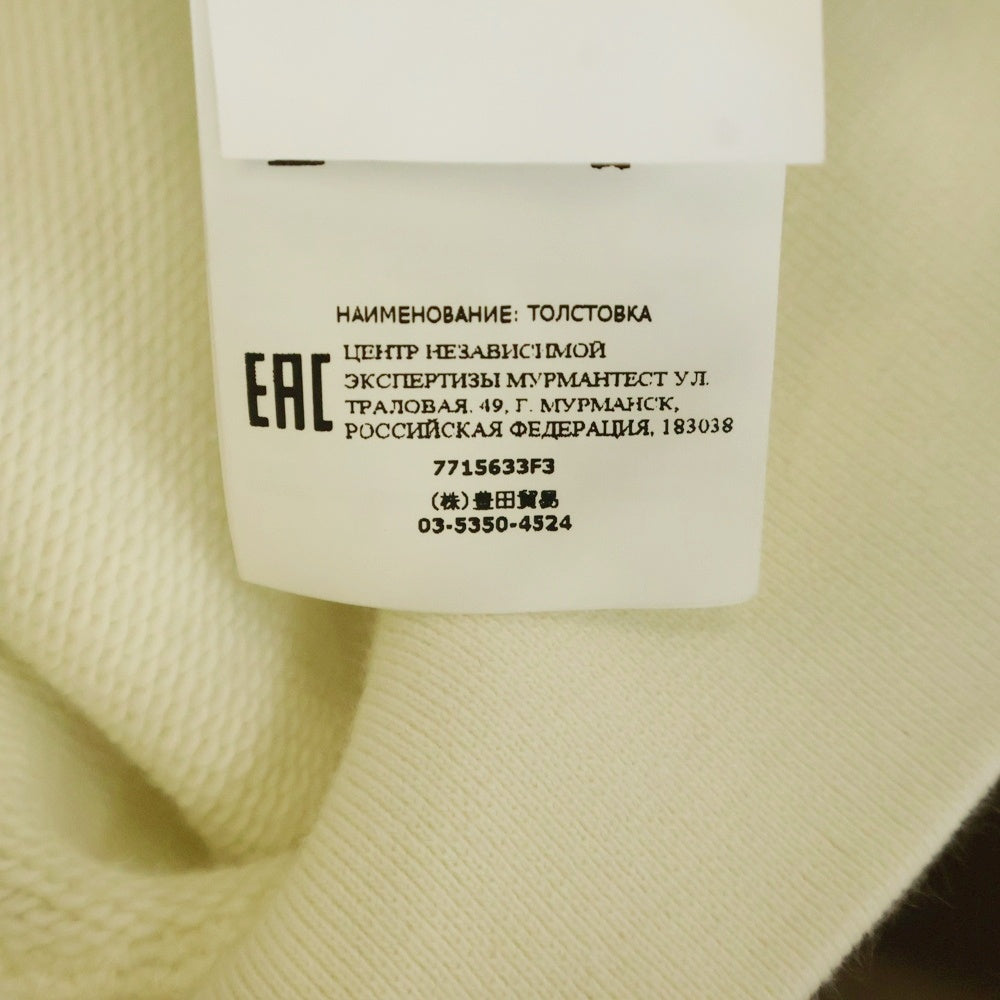 НАИМЕНОВАНИЕ: ТОЛСТОВКА
EAC
ЦЕНТР НЕЗАВИСИМОЙ
ЭКСПЕРТИЗЫ МУРМАНТЕСТ УЛ.
ТРАЛОВАЯ. 49, Г. МУРМАНСК,
РОССИЙСКАЯ ФЕДЕРАЦИЯ, 183038
7715633F3
(株)豊田貿易
03-5350-4524